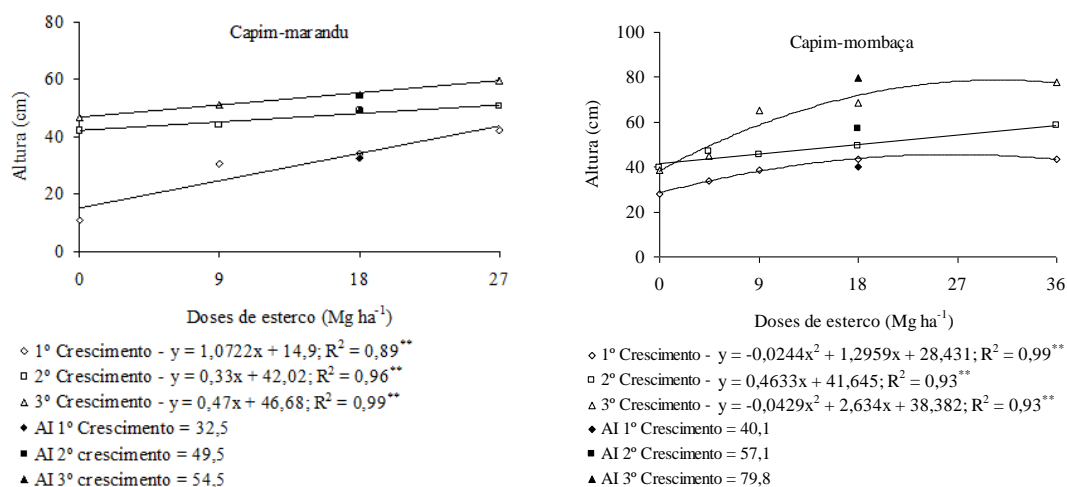 Capim-marandu
Altura (cm)
80
60
40
20
0
0 9 18 27
Doses de esterco (Mg ha⁻¹)
1º Crescimento - y = 1,0722x + 14,9; R² = 0,89**
2º Crescimento - y = 0,33x + 42,02; R² = 0,96**
3º Crescimento - y = 0,47x + 46,68; R² = 0,99**
AI 1º Crescimento = 32,5
AI 2º crescimento = 49,5
AI 3º crescimento = 54,5
Capim-mombaça
Altura (cm)
100
80
60
40
20
0
0 9 18 27 36
Doses de esterco (Mg ha⁻¹)
1º Crescimento - y = -0,0244x² + 1,2959x + 28,431; R² = 0,99**
2º Crescimento - y = 0,4633x + 41,645; R² = 0,93**
3º Crescimento - y = -0,0429x² + 2,634x + 38,382; R² = 0,93**
AI 1º Crescimento = 40,1
AI 2º Crescimento = 57,1
AI 3º Crescimento = 79,8